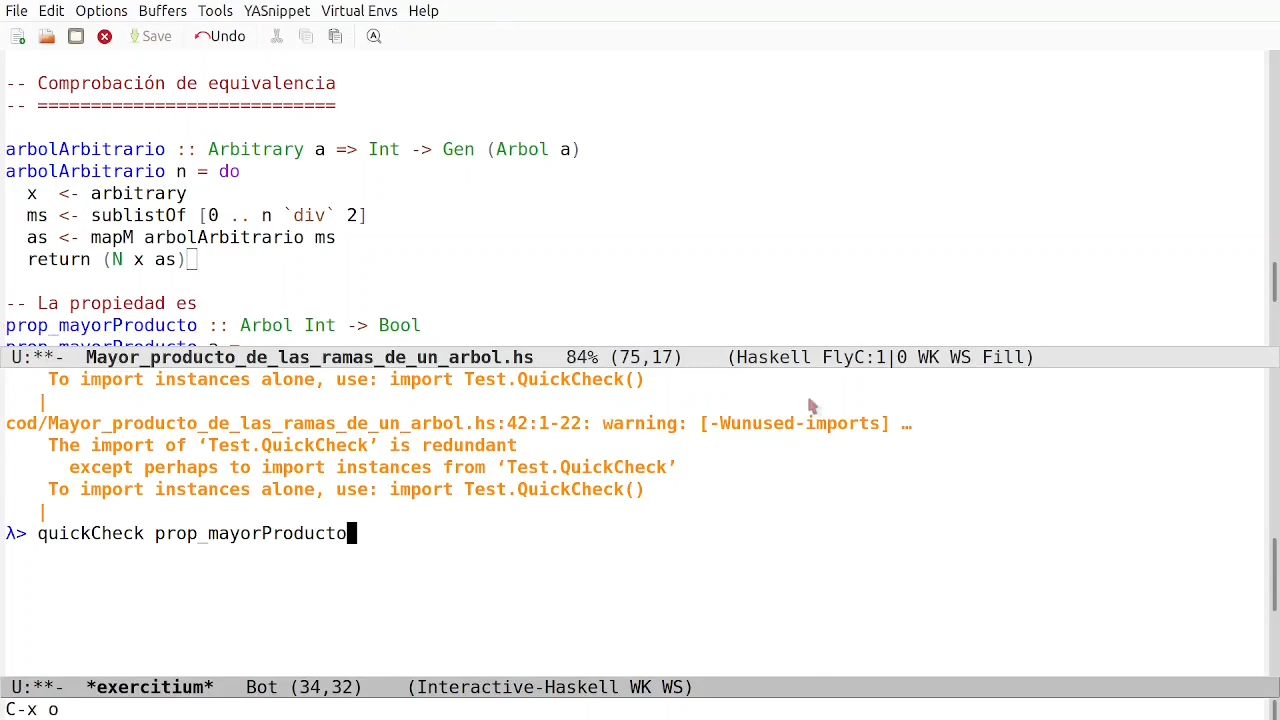 File Edit Options Buffers Tools YASnippet Virtual Envs Help
Save Undo
-- Comprobación de equivalencia
-- ============================
arbolArbitrario :: Arbitrary a => Int -> Gen (Arbol a)
arbolArbitrario n = do
  x  <- arbitrary
  ms <- sublistOf [0 .. n `div` 2]
  as <- mapM arbolArbitrario ms
  return (N x as)
-- La propiedad es
prop_mayorProducto :: Arbol Int -> Bool
prop_mayorProducto a =
U:**-  Mayor_producto_de_las_ramas_de_un_arbol.hs   84% (75,17)    (Haskell FlyC:1|0 WK WS Fill)
    To import instances alone, use: import Test.QuickCheck()
   |
cod/Mayor_producto_de_las_ramas_de_un_arbol.hs:42:1-22: warning: [-Wunused-imports] …
    The import of ‘Test.QuickCheck’ is redundant
      except perhaps to import instances from ‘Test.QuickCheck’
    To import instances alone, use: import Test.QuickCheck()
   |
λ> quickCheck prop_mayorProducto
U:**-  *exercitium*   Bot (34,32)    (Interactive-Haskell WK WS)
C-x o